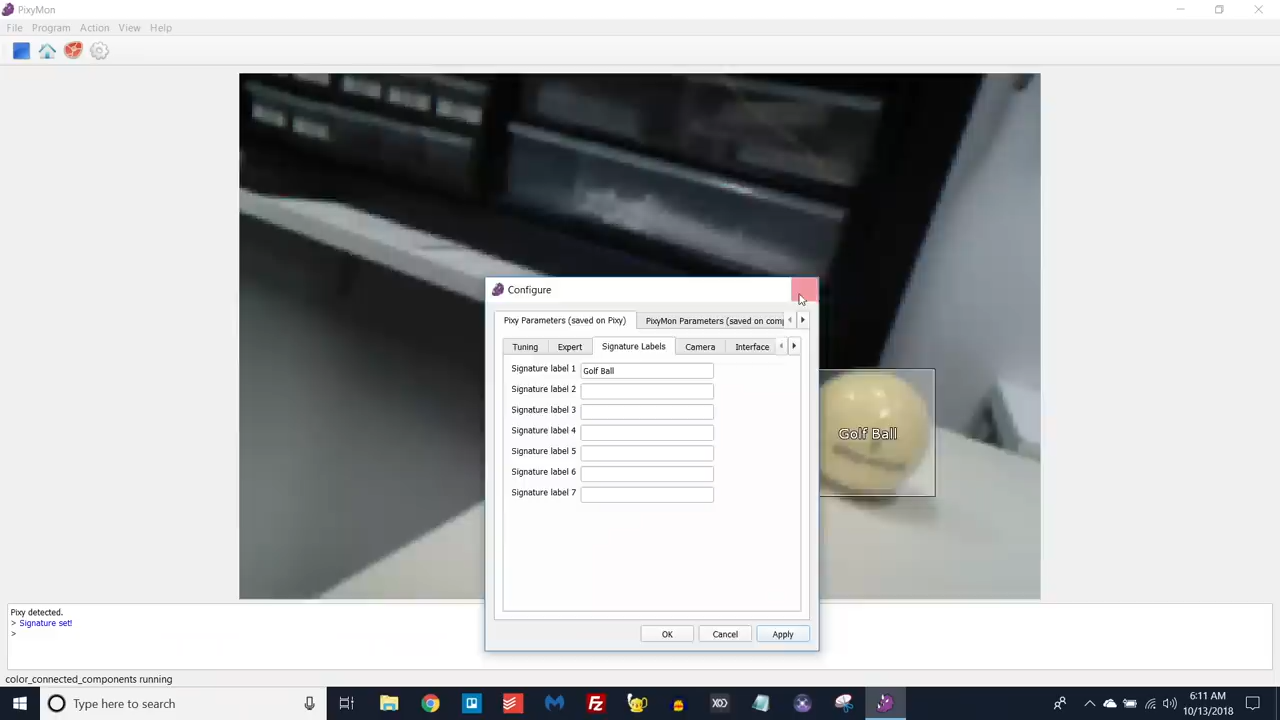 PixyMon
File Program Action View Help
Configure
Pixy Parameters (saved on Pixy) PixyMon Parameters (saved on comp
Tuning Expert Signature Labels Camera Interface
Signature label 1 Golf Ball
Signature label 2
Signature label 3
Signature label 4
Signature label 5
Signature label 6
Signature label 7
Golf Ball
OK Cancel Apply
Pixy detected.
> Signature set!
>
color_connected_components running
Type here to search
6:11 AM
10/13/2018